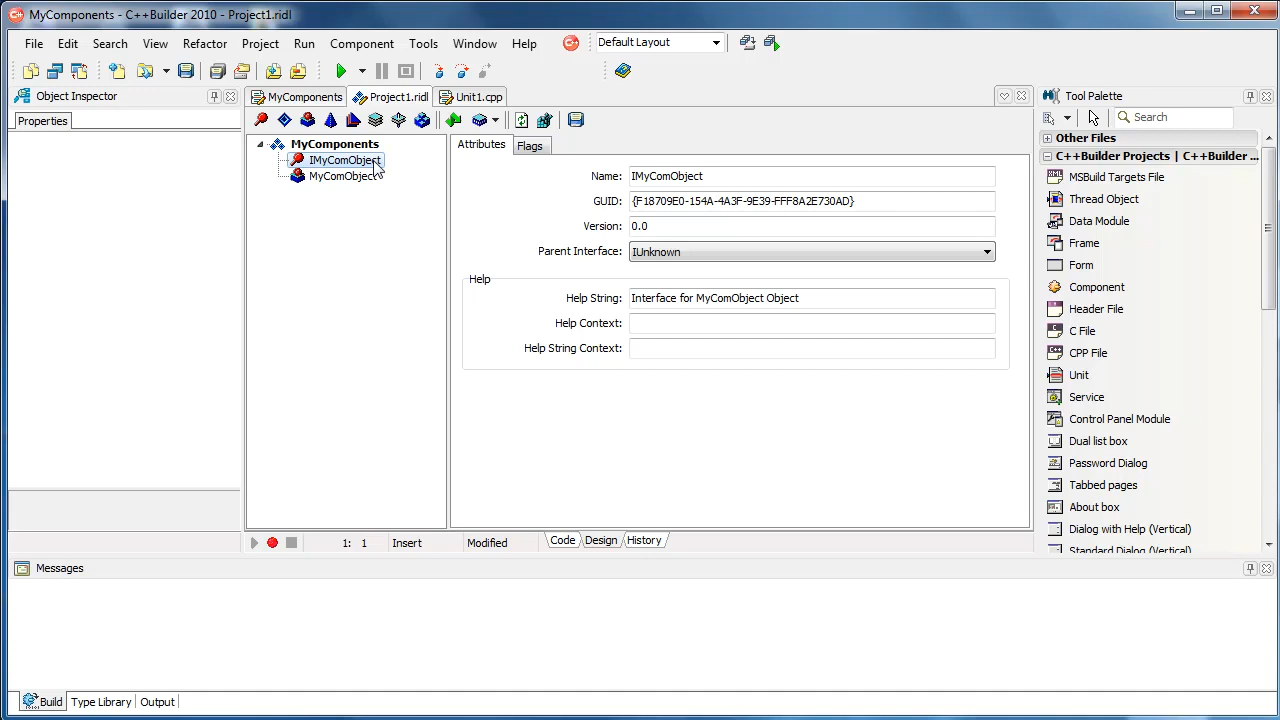 MyComponents - C++Builder 2010 - Project1.ridl
File Edit Search View Refactor Project Run Component Tools Window Help Default Layout
Object Inspector
Properties
MyComponents Project1.ridl Unit1.cpp
MyComponents
IMyComObject
MyComObject
Attributes Flags
Name: IMyComObject
GUID: {F18709E0-154A-4A3F-9E39-FFF8A2E730AD}
Version: 0.0
Parent Interface: IUnknown
Help
Help String: Interface for MyComObject Object
Help Context:
Help String Context:
1: 1 Insert Modified Code Design History
Tool Palette
Search
Other Files
C++Builder Projects | C++Builder ...
MSBuild Targets File
Thread Object
Data Module
Frame
Form
Component
Header File
C File
CPP File
Unit
Service
Control Panel Module
Dual list box
Password Dialog
Tabbed pages
About box
Dialog with Help (Vertical)
Standard Dialog (Vertical)
Messages
Build Type Library Output